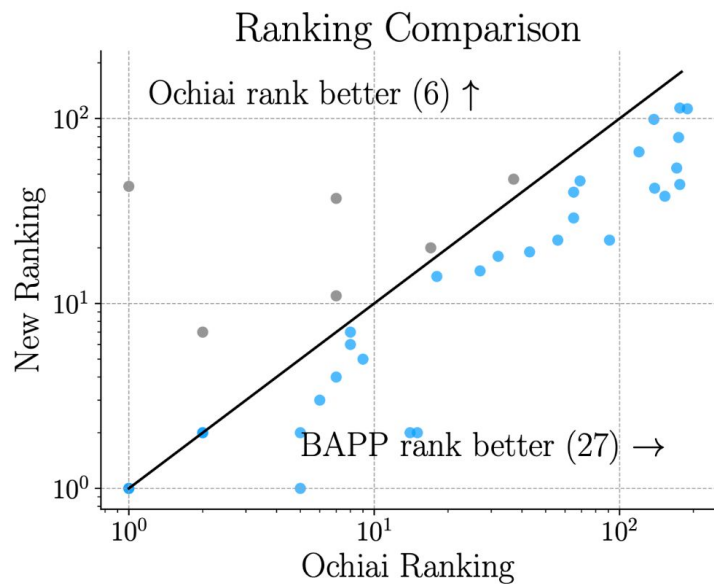 Ranking Comparison
Ochiai rank better (6) ↑
10²
New Ranking
10¹
BAPP rank better (27) →
10⁰
10⁰ 10¹ 10²
Ochiai Ranking